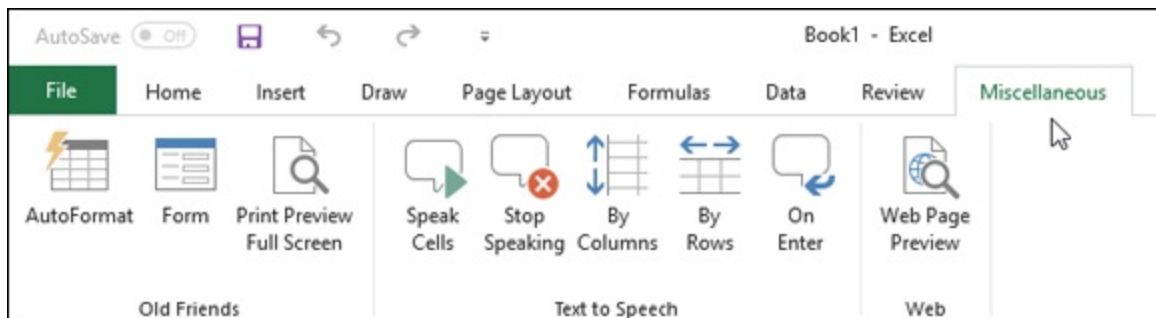 AutoSave Off Book1 - Excel
File Home Insert Draw Page Layout Formulas Data Review Miscellaneous
AutoFormat Form Print Preview Speak Stop By By On Web Page
Full Screen Cells Speaking Columns Rows Enter Preview
Old Friends Text to Speech Web